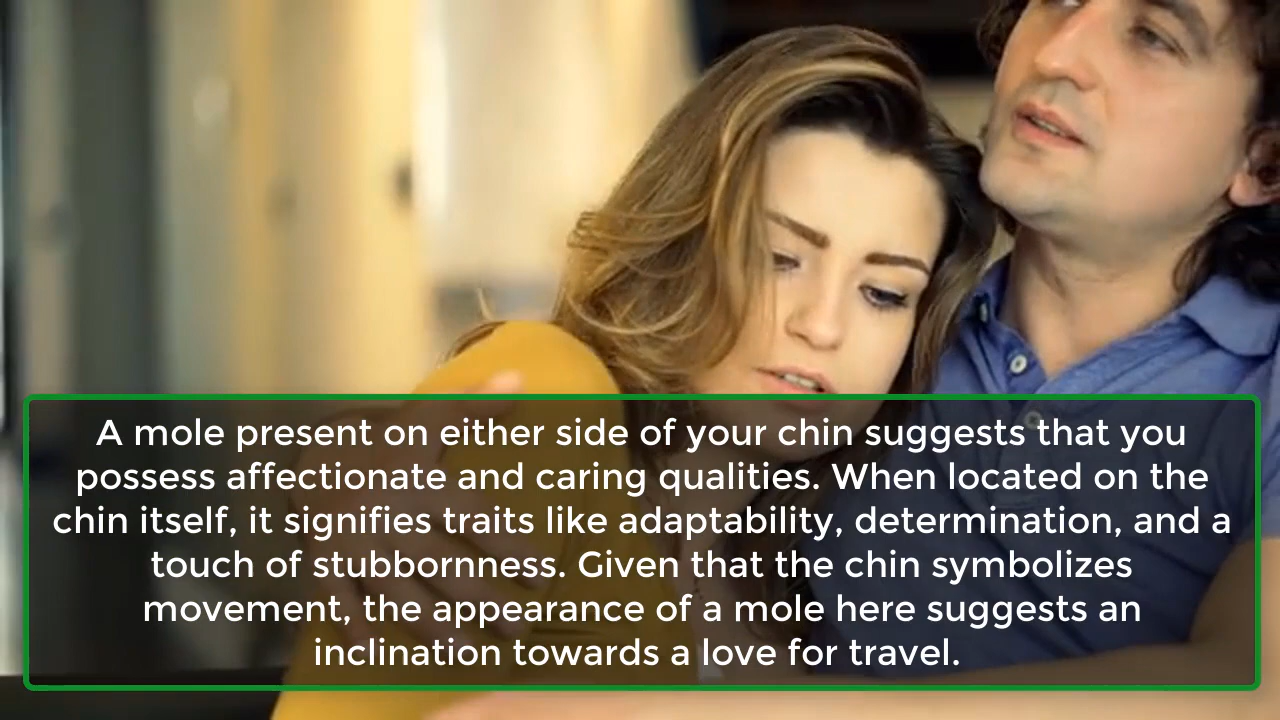 A mole present on either side of your chin suggests that you
possess affectionate and caring qualities. When located on the
chin itself, it signifies traits like adaptability, determination, and a
touch of stubbornness. Given that the chin symbolizes
movement, the appearance of a mole here suggests an
inclination towards a love for travel.